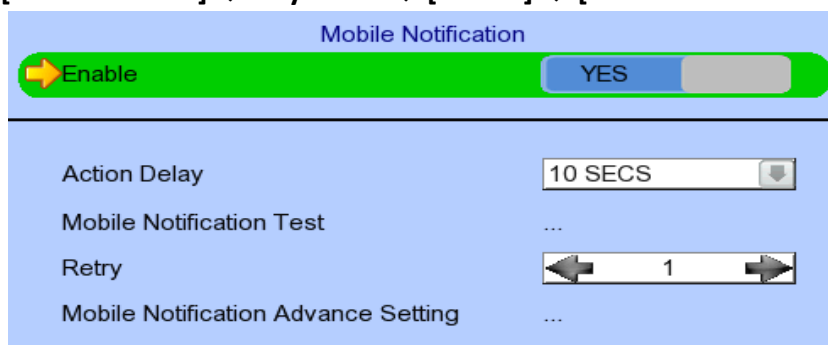 Mobile Notification
Enable YES
Action Delay 10 SECS
Mobile Notification Test ...
Retry 1
Mobile Notification Advance Setting ...